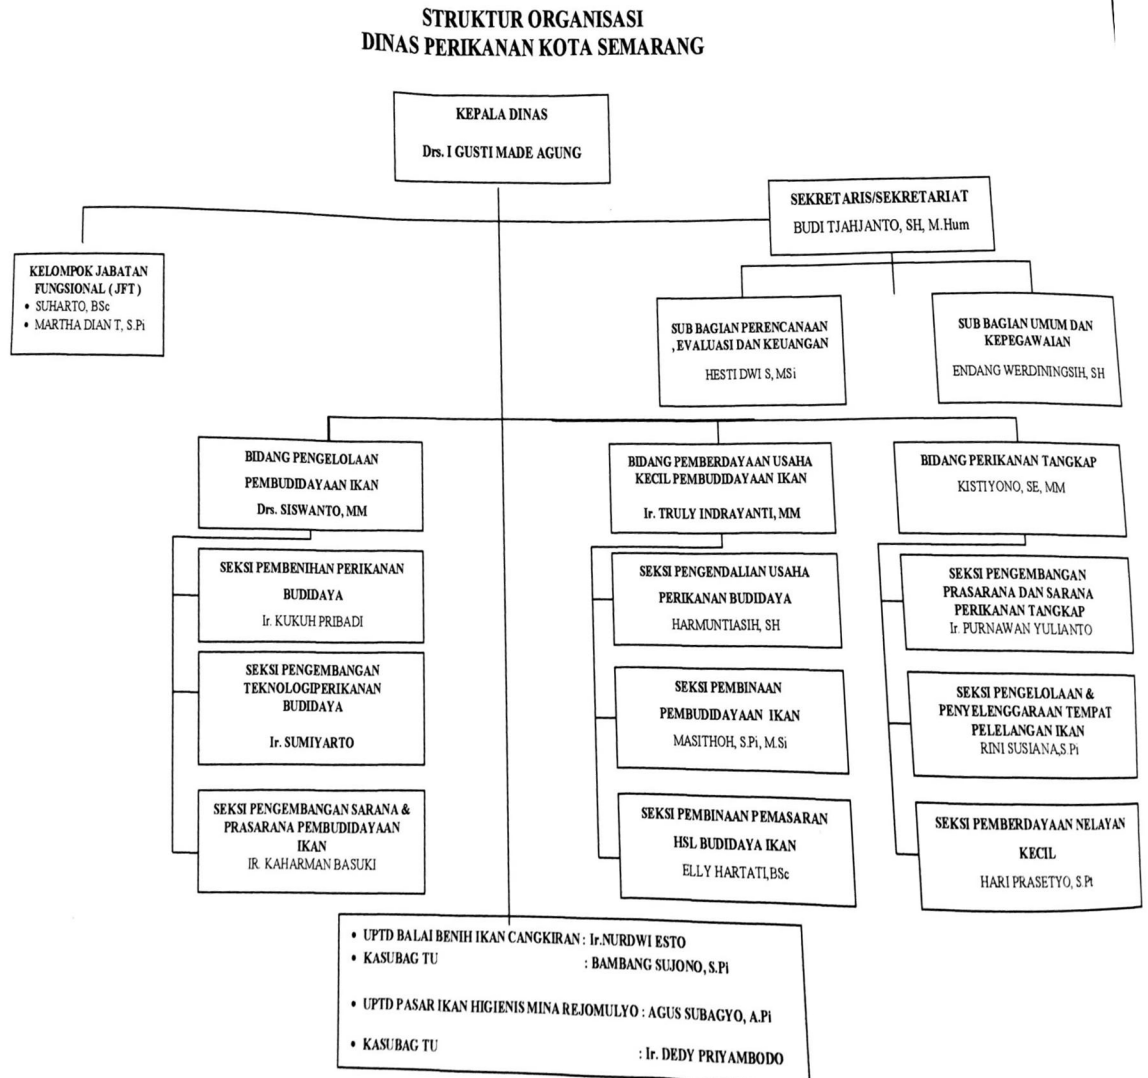 STRUKTUR ORGANISASI
DINAS PERIKANAN KOTA SEMARANG
KEPALA DINAS
Drs. I GUSTI MADE AGUNG
SEKRETARIS/SEKRETARIAT
BUDI TJAHJANTO, SH, M.Hum
KELOMPOK JABATAN
FUNGSIONAL ( JFT )
• SUHARTO, BSc
• MARTHA DIAN T, S.Pi
SUB BAGIAN PERENCANAAN
, EVALUASI DAN KEUANGAN
HESTI DWI S, MSi
SUB BAGIAN UMUM DAN
KEPEGAWAIAN
ENDANG WERDININGSIH, SH
BIDANG PENGELOLAAN
PEMBUDIDAYAAN IKAN
Drs. SISWANTO, MM
SEKSI PEMBENIHAN PERIKANAN
BUDIDAYA
Ir. KUKUH PRIBADI
SEKSI PENGEMBANGAN
TEKNOLOGIPERIKANAN
BUDIDAYA
Ir. SUMIYARTO
SEKSI PENGEMBANGAN SARANA &
PRASARANA PEMBUDIDAYAAN
IKAN
IR. KAHARMAN BASUKI
BIDANG PEMBERDAYAAN USAHA
KECIL PEMBUDIDAYAAN IKAN
Ir. TRULY INDRAYANTI, MM
SEKSI PENGENDALIAN USAHA
PERIKANAN BUDIDAYA
HARMUNTIASIH, SH
SEKSI PEMBINAAN
PEMBUDIDAYAAN IKAN
MASITHOH, S.Pi, M.Si
SEKSI PEMBINAAN PEMASARAN
HSL BUDIDAYA IKAN
ELLY HARTATI,BSc
BIDANG PERIKANAN TANGKAP
KISTIYONO, SE, MM
SEKSI PENGEMBANGAN
PRASARANA DAN SARANA
PERIKANAN TANGKAP
Ir. PURNAWAN YULIANTO
SEKSI PENGELOLAAN &
PENYELENGGARAAN TEMPAT
PELELANGAN IKAN
RINI SUSIANA,S.Pi
SEKSI PEMBERDAYAAN NELAYAN
KECIL
HARI PRASETYO, S.Pt
• UPTD BALAI BENIH IKAN CANGKIRAN : Ir.NURDWI ESTO
• KASUBAG TU : BAMBANG SUJONO, S.Pi
• UPTD PASAR IKAN HIGIENIS MINA REJOMULYO : AGUS SUBAGYO, A.Pi
• KASUBAG TU : Ir. DEDY PRIYAMBODO